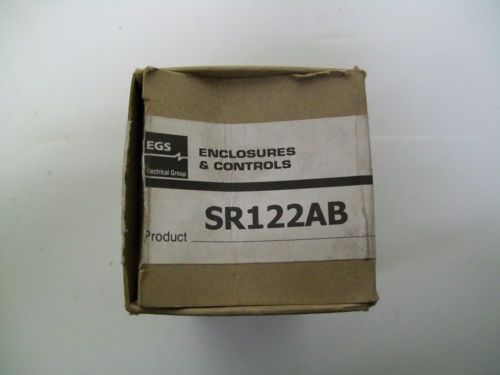 EGS
Electrical Group
ENCLOSURES
& CONTROLS
Product SR122AB